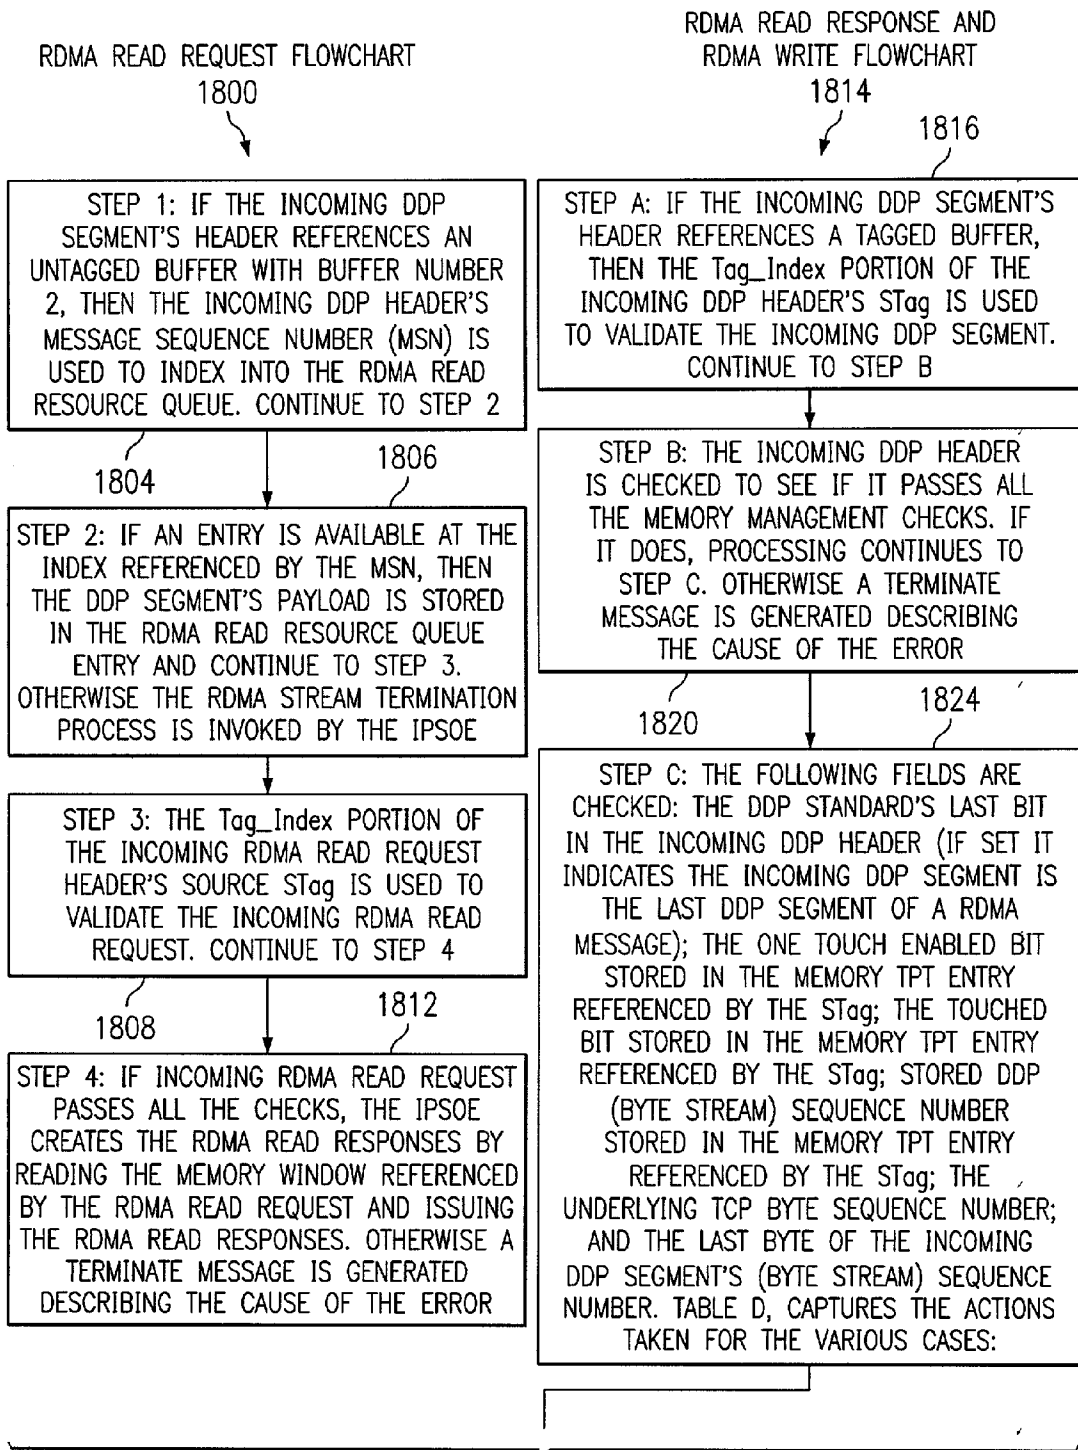 RDMA READ REQUEST FLOWCHART
1800
STEP 1: IF THE INCOMING DDP
SEGMENT'S HEADER REFERENCES AN
UNTAGGED BUFFER WITH BUFFER NUMBER
2, THEN THE INCOMING DDP HEADER'S
MESSAGE SEQUENCE NUMBER (MSN) IS
USED TO INDEX INTO THE RDMA READ
RESOURCE QUEUE. CONTINUE TO STEP 2
1804
1806
STEP 2: IF AN ENTRY IS AVAILABLE AT THE
INDEX REFERENCED BY THE MSN, THEN
THE DDP SEGMENT'S PAYLOAD IS STORED
IN THE RDMA READ RESOURCE QUEUE
ENTRY AND CONTINUE TO STEP 3.
OTHERWISE THE RDMA STREAM TERMINATION
PROCESS IS INVOKED BY THE IPSOE
STEP 3: THE Tag_Index PORTION OF
THE INCOMING RDMA READ REQUEST
HEADER'S SOURCE STag IS USED TO
VALIDATE THE INCOMING RDMA READ
REQUEST. CONTINUE TO STEP 4
1808
1812
STEP 4: IF INCOMING RDMA READ REQUEST
PASSES ALL THE CHECKS, THE IPSOE
CREATES THE RDMA READ RESPONSES BY
READING THE MEMORY WINDOW REFERENCED
BY THE RDMA READ REQUEST AND ISSUING
THE RDMA READ RESPONSES. OTHERWISE A
TERMINATE MESSAGE IS GENERATED
DESCRIBING THE CAUSE OF THE ERROR
RDMA READ RESPONSE AND
RDMA WRITE FLOWCHART
1814
1816
STEP A: IF THE INCOMING DDP SEGMENT'S
HEADER REFERENCES A TAGGED BUFFER,
THEN THE Tag_Index PORTION OF THE
INCOMING DDP HEADER'S STag IS USED
TO VALIDATE THE INCOMING DDP SEGMENT.
CONTINUE TO STEP B
STEP B: THE INCOMING DDP HEADER
IS CHECKED TO SEE IF IT PASSES ALL
THE MEMORY MANAGEMENT CHECKS. IF
IT DOES, PROCESSING CONTINUES TO
STEP C. OTHERWISE A TERMINATE
MESSAGE IS GENERATED DESCRIBING
THE CAUSE OF THE ERROR
1820
1824
STEP C: THE FOLLOWING FIELDS ARE
CHECKED: THE DDP STANDARD'S LAST BIT
IN THE INCOMING DDP HEADER (IF SET IT
INDICATES THE INCOMING DDP SEGMENT IS
THE LAST DDP SEGMENT OF A RDMA
MESSAGE); THE ONE TOUCH ENABLED BIT
STORED IN THE MEMORY TPT ENTRY
REFERENCED BY THE STag; THE TOUCHED
BIT STORED IN THE MEMORY TPT ENTRY
REFERENCED BY THE STag; STORED DDP
(BYTE STREAM) SEQUENCE NUMBER
STORED IN THE MEMORY TPT ENTRY
REFERENCED BY THE STag; THE
UNDERLYING TCP BYTE SEQUENCE NUMBER;
AND THE LAST BYTE OF THE INCOMING
DDP SEGMENT'S (BYTE STREAM) SEQUENCE
NUMBER. TABLE D, CAPTURES THE ACTIONS
TAKEN FOR THE VARIOUS CASES: